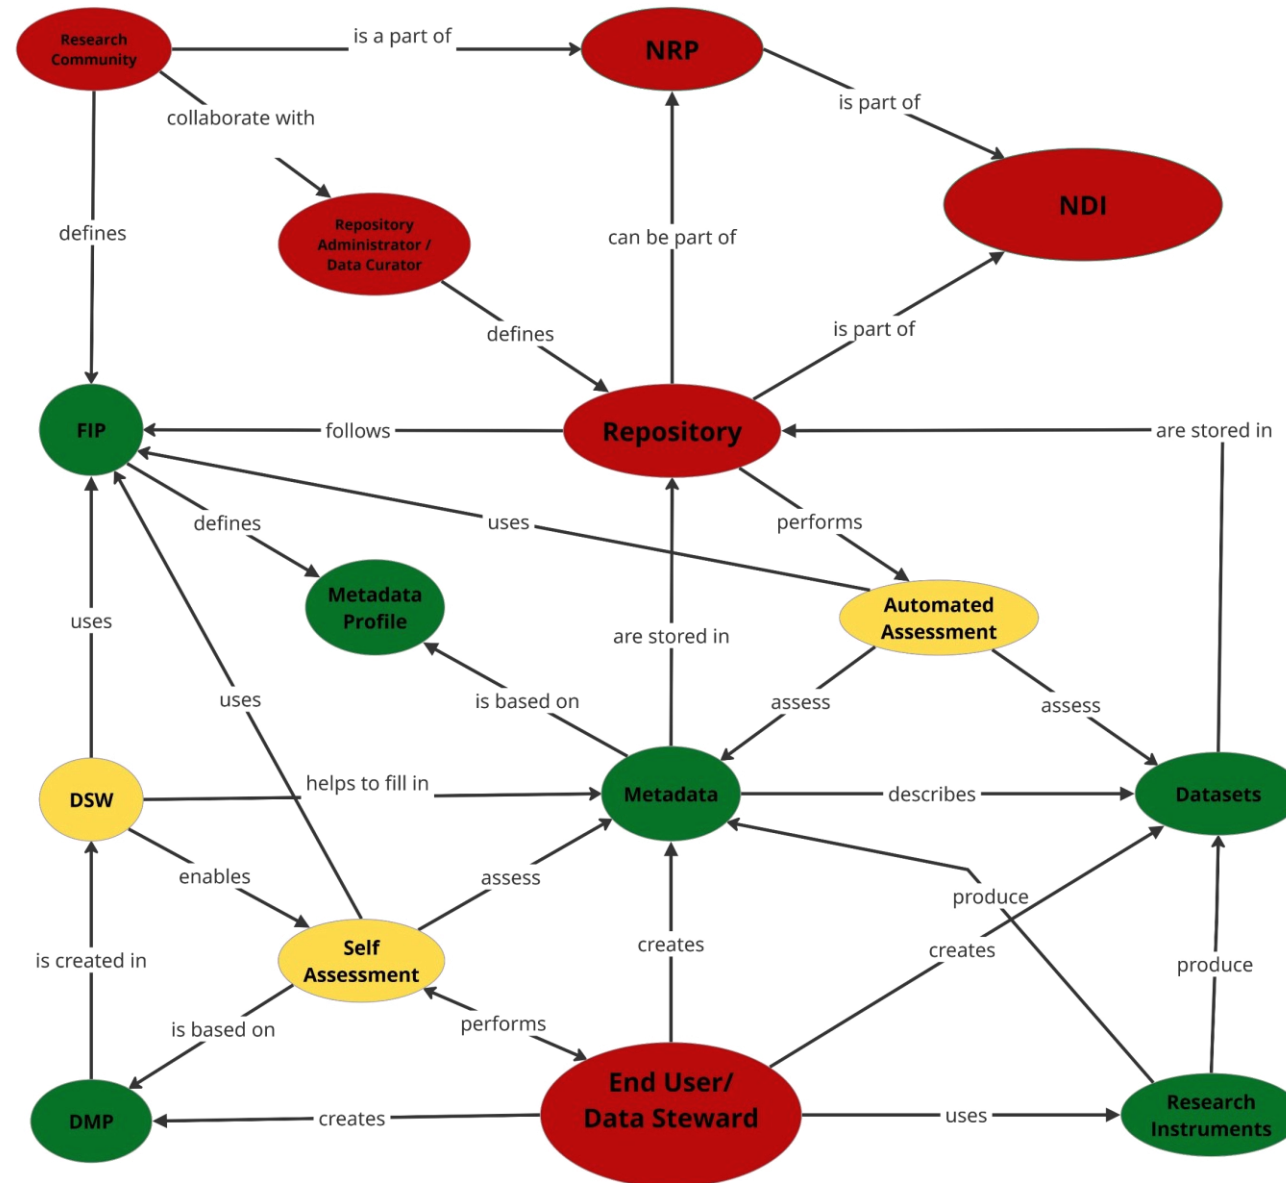 is a part of
Research
Community
NRP
is part of
collaborate with
NDI
Repository
Administrator /
Data Curator
defines
can be part of
is part of
defines
FIP
follows
Repository
are stored in
defines
uses
performs
Metadata
Profile
Automated
Assessment
uses
are stored in
uses
is based on
assess
assess
helps to fill in
DSW
Metadata
describes
Datasets
enables
assess
produce
Self
Assessment
creates
creates
is created in
produce
is based on
performs
End User/
Data Steward
DMP
creates
uses
Research
Instruments